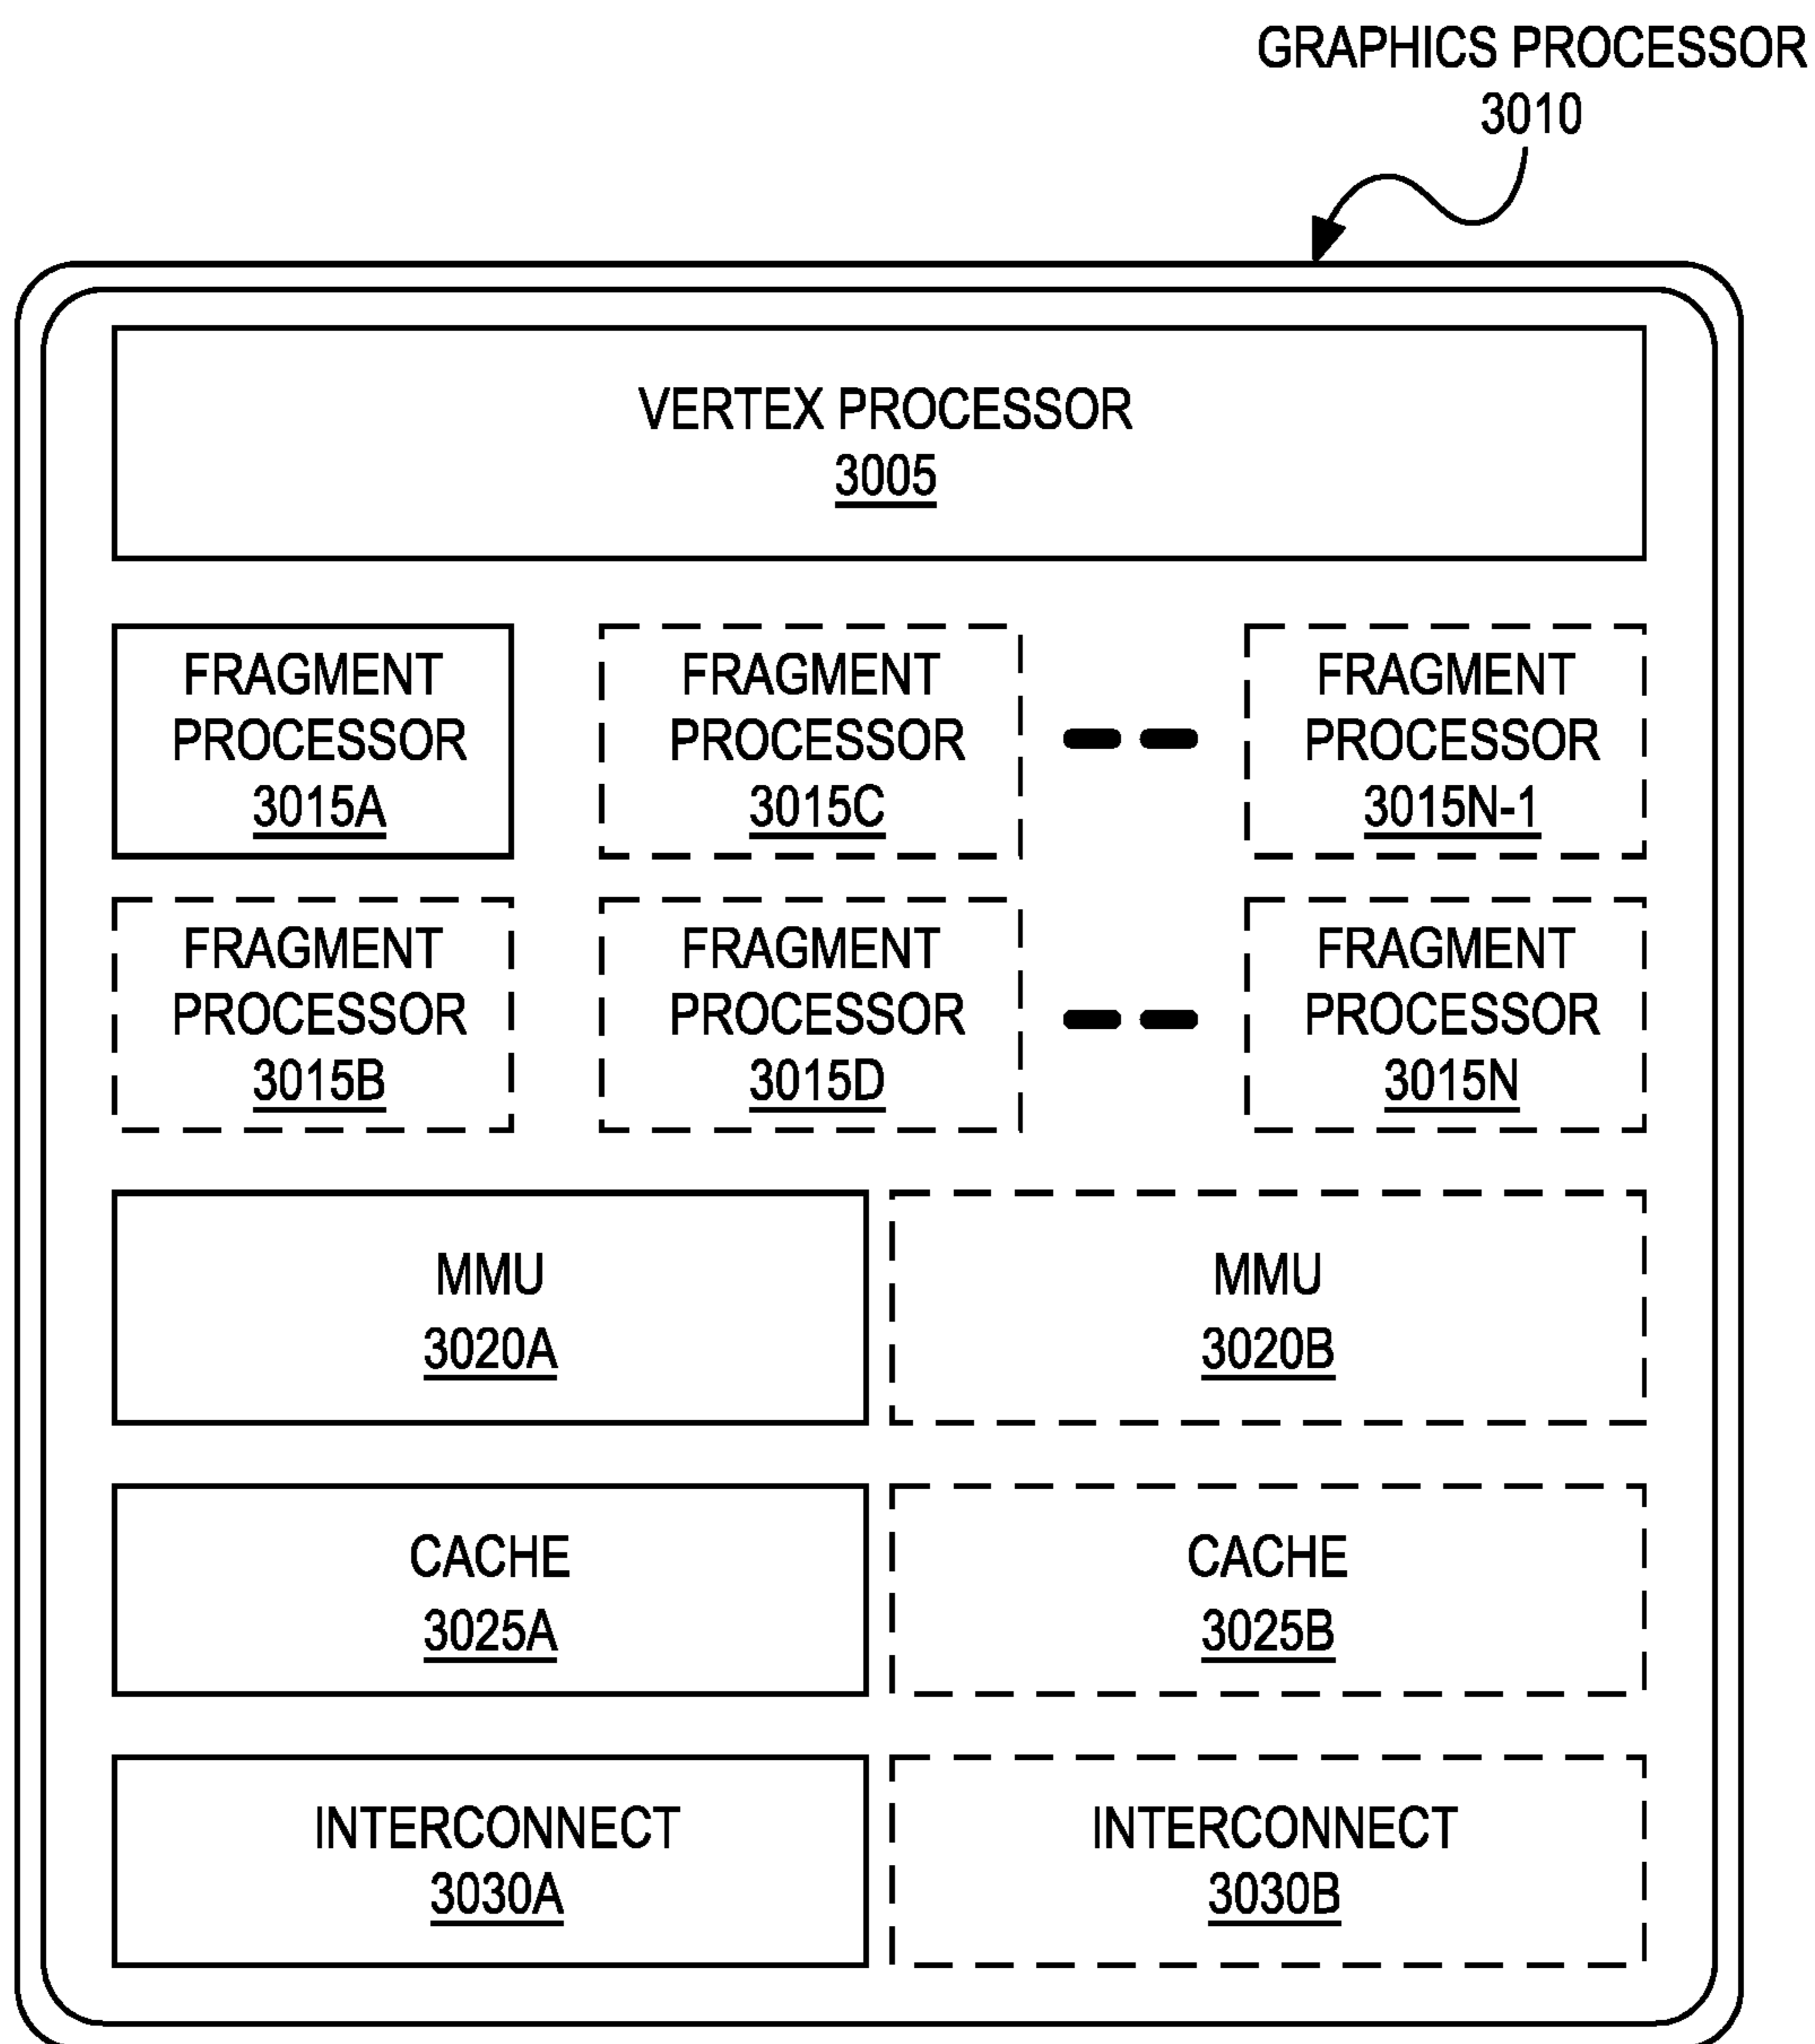 GRAPHICS PROCESSOR
3010
VERTEX PROCESSOR
3005
FRAGMENT
PROCESSOR
3015A
FRAGMENT
PROCESSOR
3015C
FRAGMENT
PROCESSOR
3015N-1
FRAGMENT
PROCESSOR
3015B
FRAGMENT
PROCESSOR
3015D
FRAGMENT
PROCESSOR
3015N
MMU
3020A
MMU
3020B
CACHE
3025A
CACHE
3025B
INTERCONNECT
3030A
INTERCONNECT
3030B